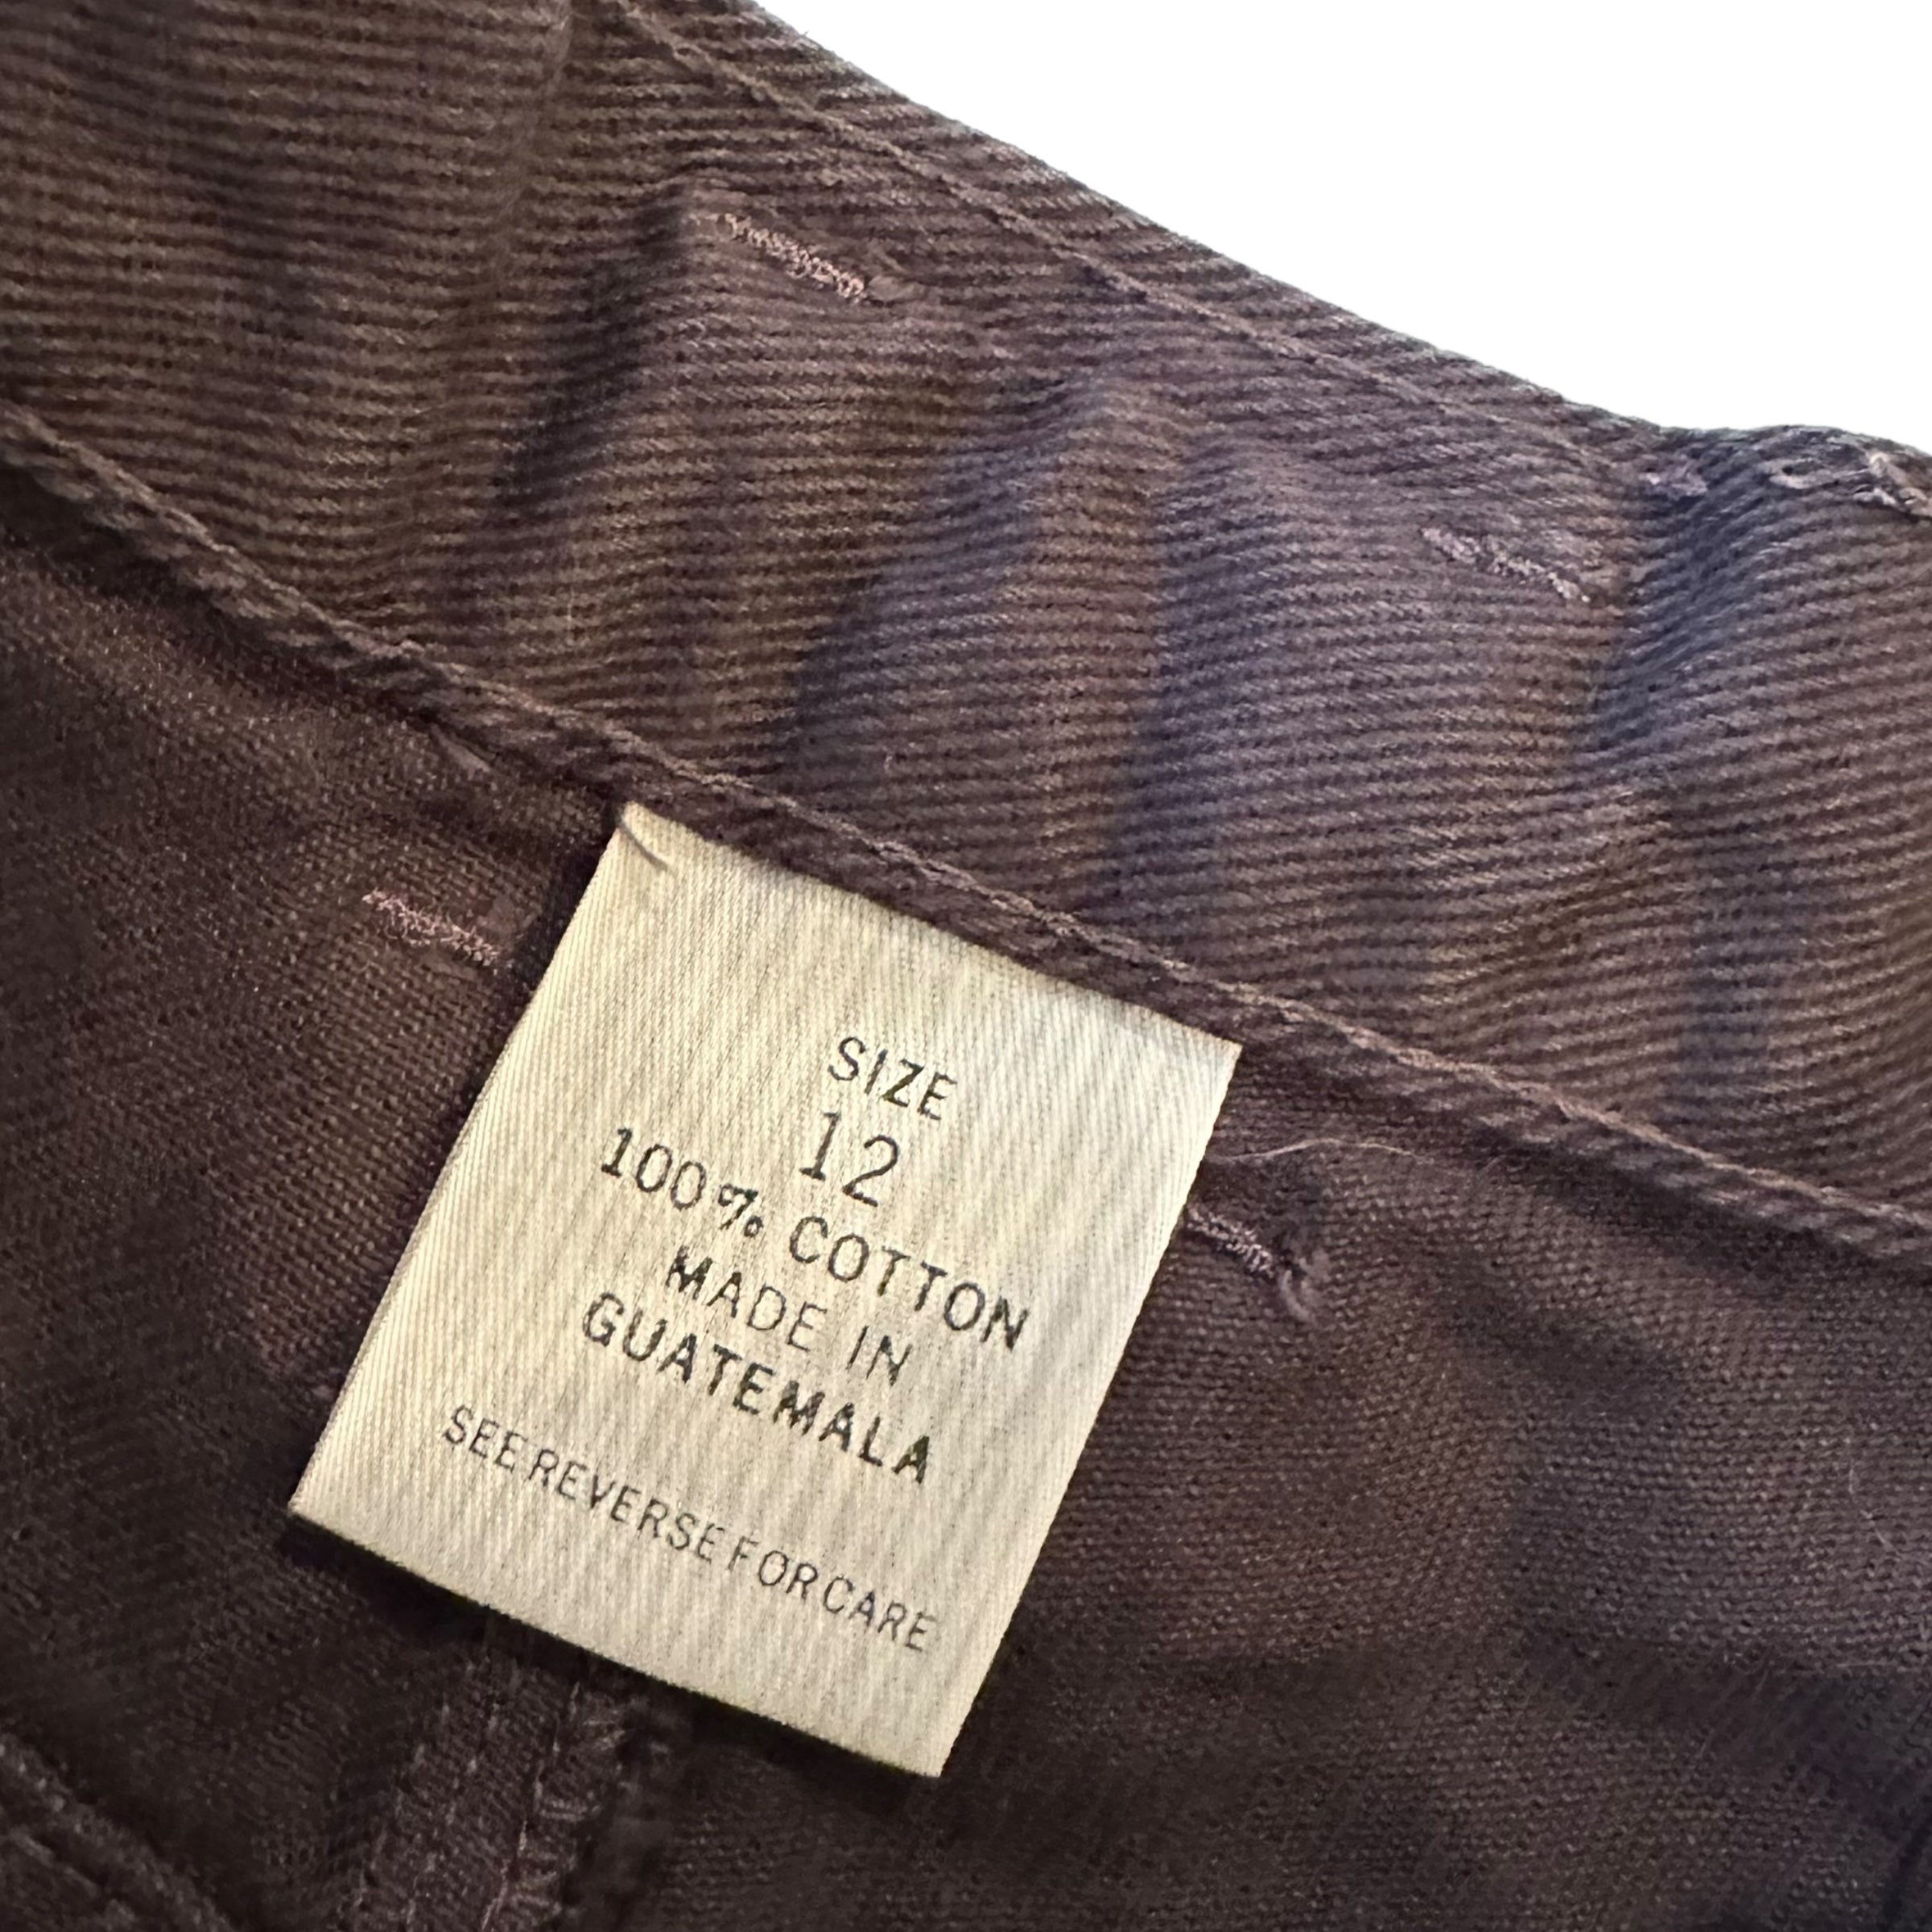 SIZE
12
100% COTTON
MADE IN
GUATEMALA
SEE REVERSE FOR CARE